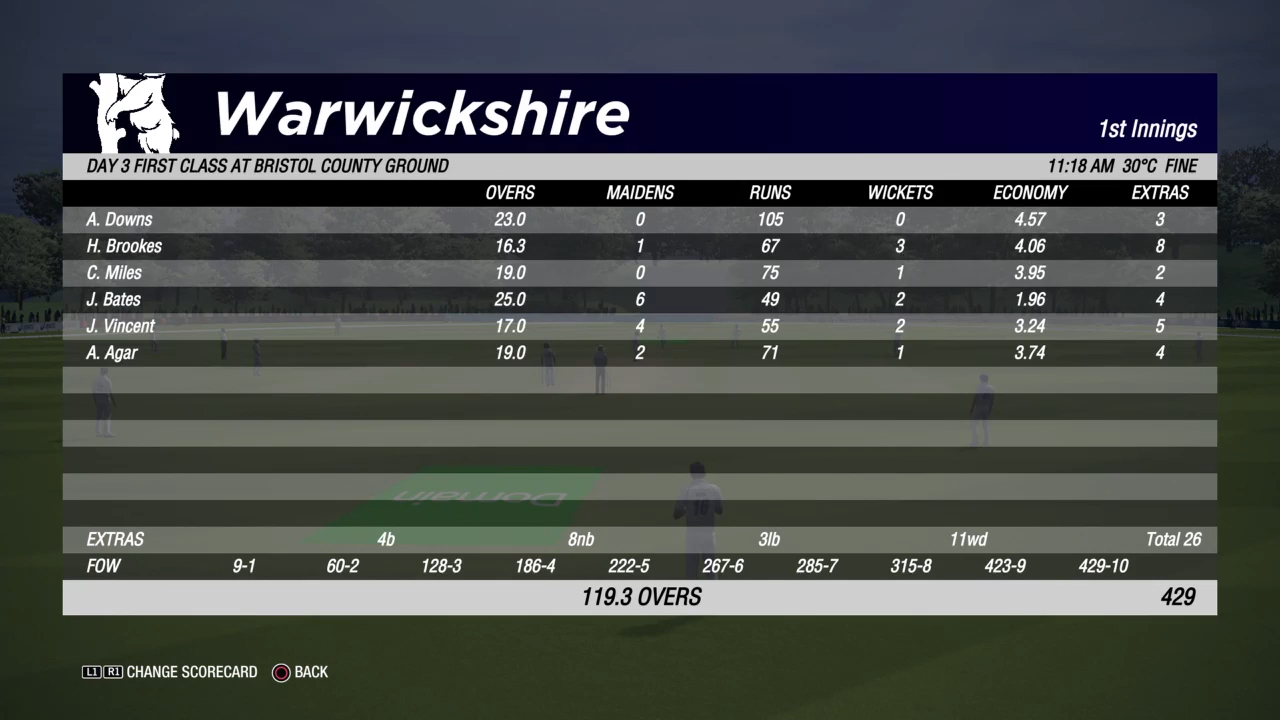 Warwickshire
1st Innings
DAY 3 FIRST CLASS AT BRISTOL COUNTY GROUND 11:18 AM 30°C FINE
OVERS MAIDENS RUNS WICKETS ECONOMY EXTRAS
A. Downs 23.0 0 105 0 4.57 3
H. Brookes 16.3 1 67 3 4.06 8
C. Miles 19.0 0 75 1 3.95 2
J. Bates 25.0 6 49 2 1.96 4
J. Vincent 17.0 4 55 2 3.24 5
A. Agar 19.0 2 71 1 3.74 4
Domain
18
EXTRAS 4b 8nb 3lb 11wd Total 26
FOW 9-1 60-2 128-3 186-4 222-5 267-6 285-7 315-8 423-9 429-10
119.3 OVERS 429
L1 R1 CHANGE SCORECARD BACK